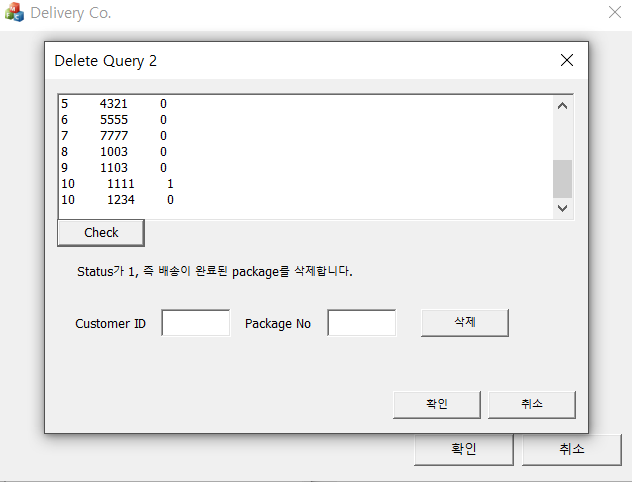 Delivery Co.
Delete Query 2
5 4321 0
6 5555 0
7 7777 0
8 1003 0
9 1103 0
10 1111 1
10 1234 0
Check
Status가 1, 즉 배송이 완료된 package를 삭제합니다.
Customer ID Package No 삭제
확인 취소
확인 취소